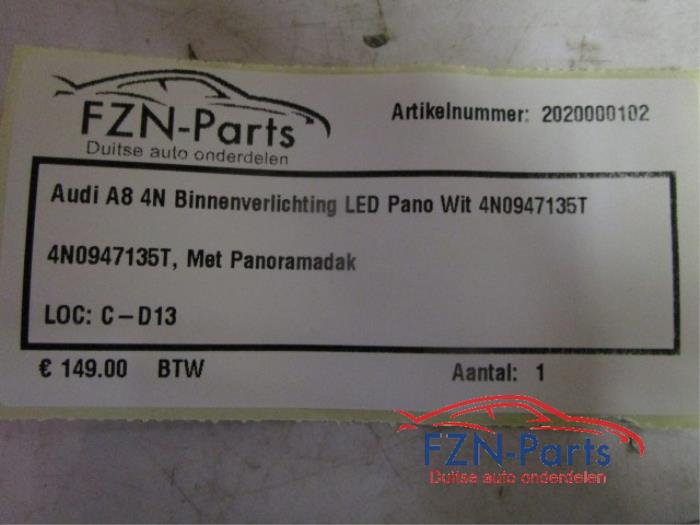 FZN-Parts
Duitse auto onderdelen
Artikelnummer: 2020000102
Audi A8 4N Binnenverlichting LED Pano Wit 4N0947135T
4N0947135T, Met Panoramadak
LOC: C-D13
€ 149.00 BTW
Aantal: 1
FZN-Parts
Duitse auto onderdelen